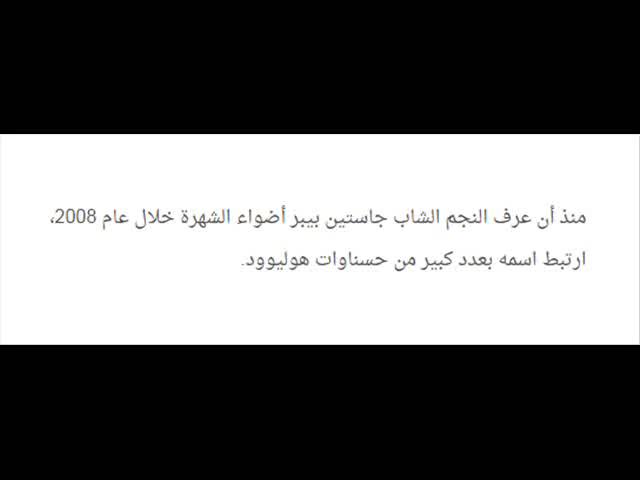 منذ أن عرف النجم الشاب جاستين بيبر أضواء الشهرة خلال عام 2008،
ارتبط اسمه بعدد كبير من حسناوات هوليوود.